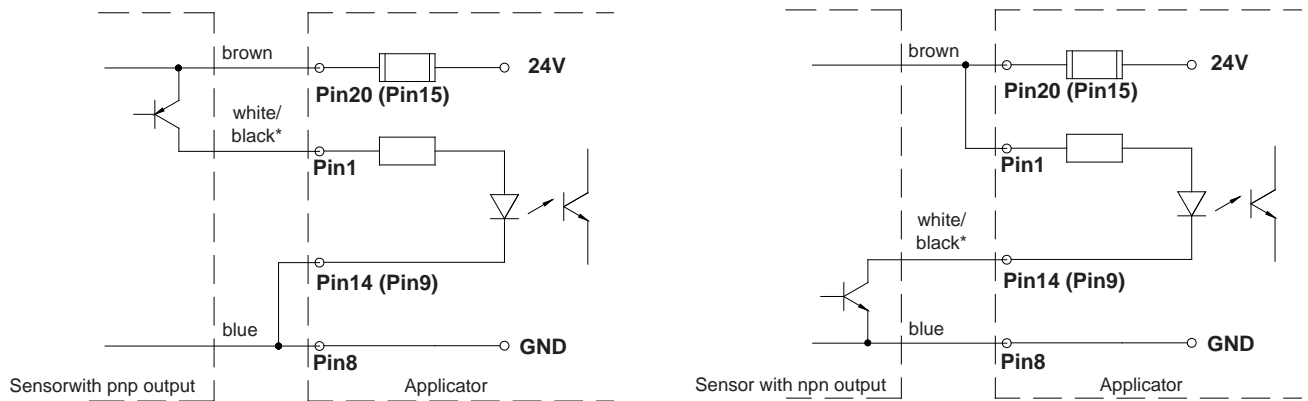 brown
24V
Pin20 (Pin15)
white/
black*
Pin1
Pin14 (Pin9)
blue
GND
Pin8
Sensorwith pnp output
Applicator
brown
24V
Pin20 (Pin15)
Pin1
white/
black*
Pin14 (Pin9)
blue
GND
Pin8
Sensor with npn output
Applicator